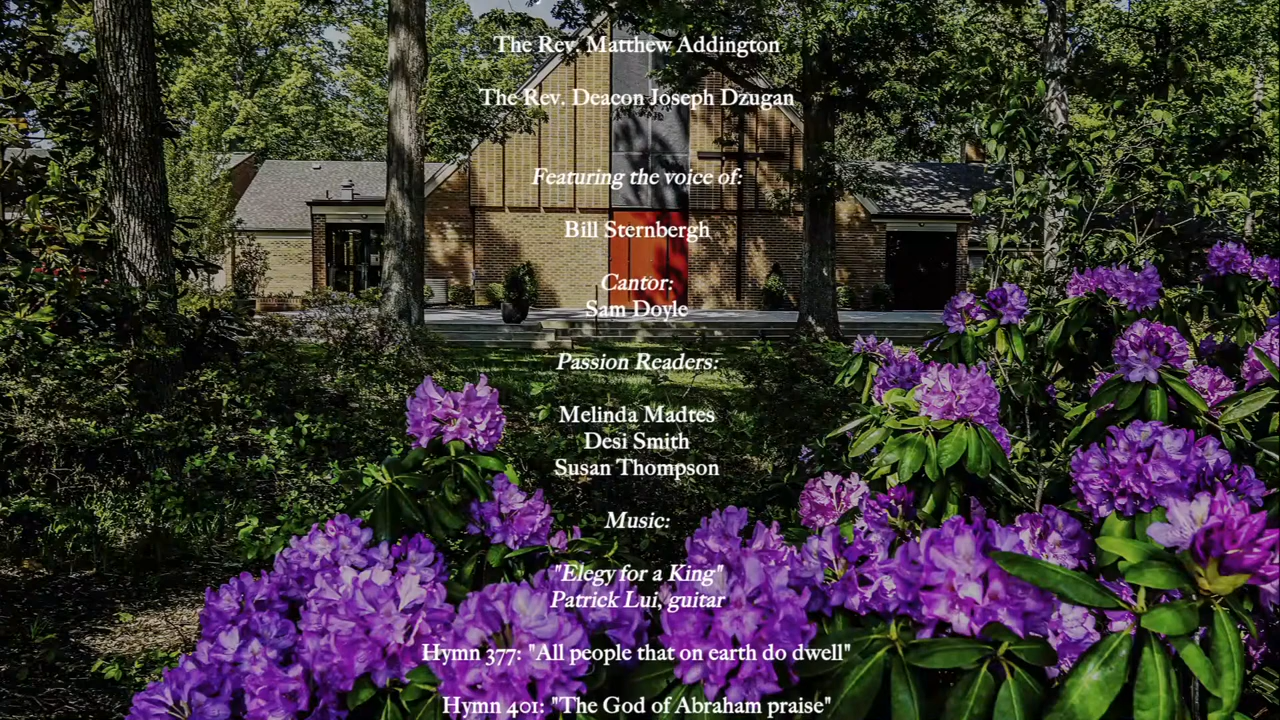 The Rev. Matthew Addington
The Rev. Deacon Joseph Dzugan
Featuring the voice of:
Bill Sternbergh
Cantor:
Sam Doyle
Passion Readers:
Melinda Madtes
Desi Smith
Susan Thompson
Music:
"Elegy for a King"
Patrick Lui, guitar
Hymn 377: "All people that on earth do dwell"
Hymn 401: "The God of Abraham praise"